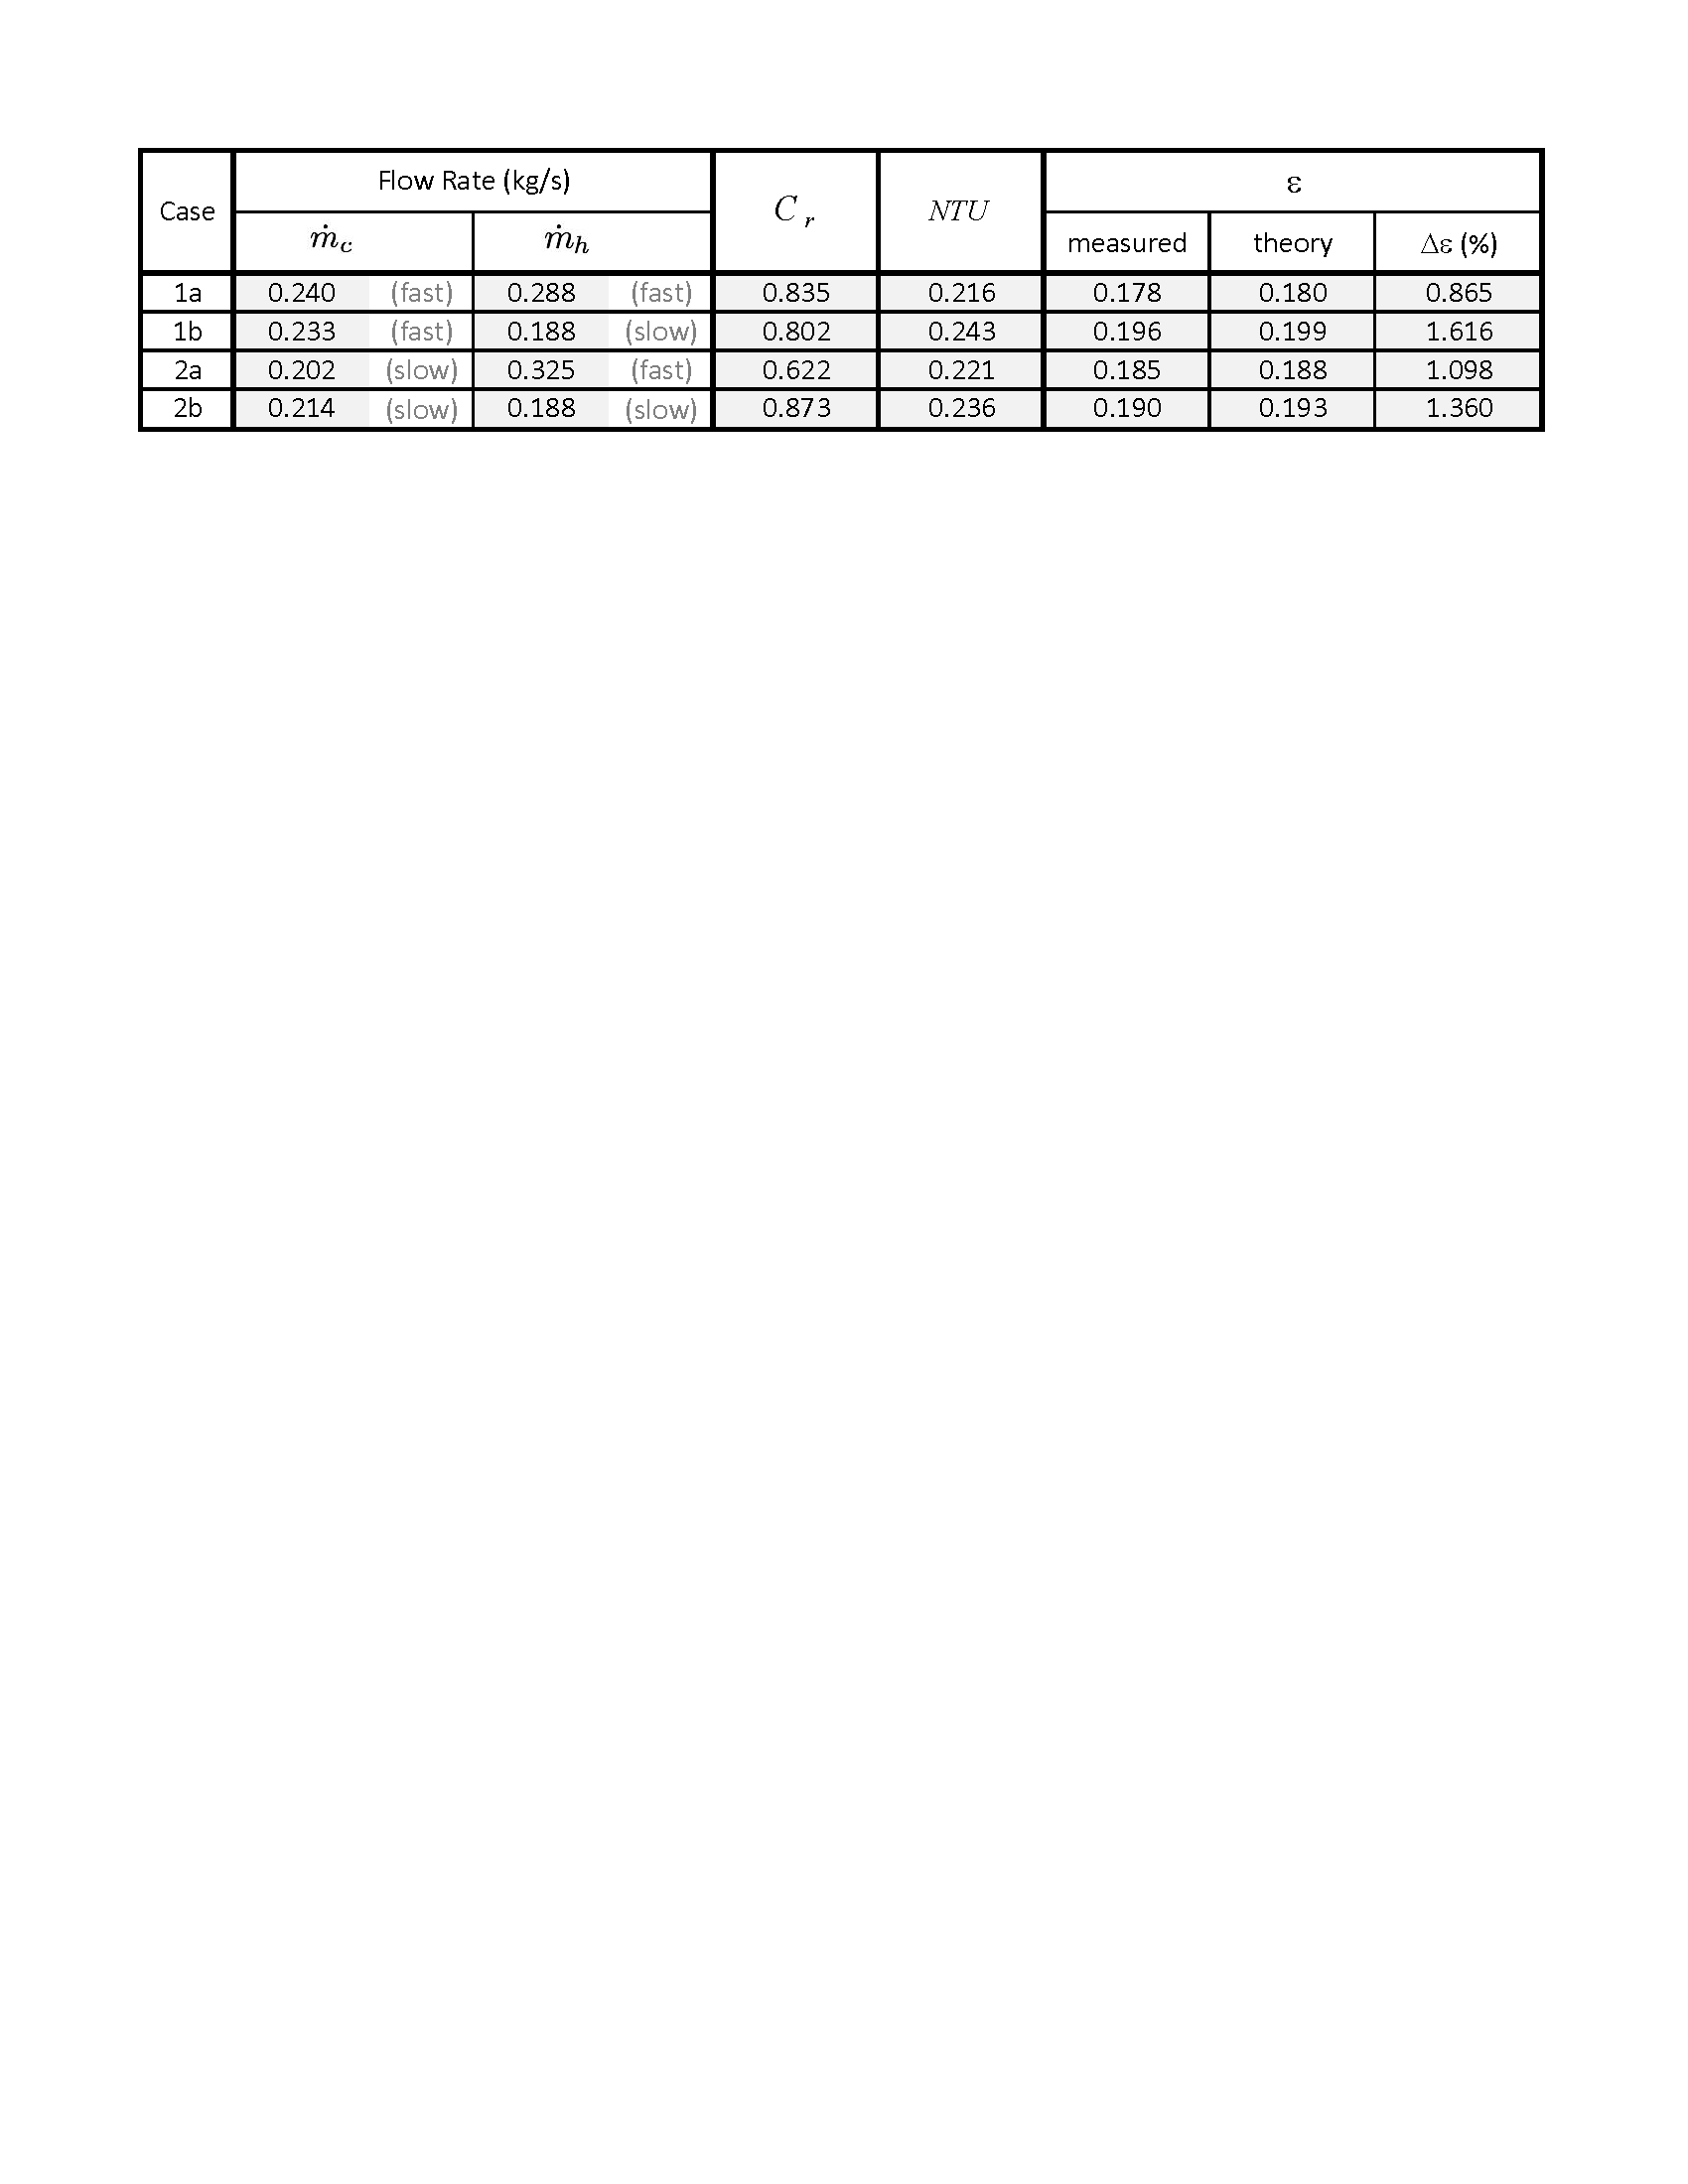 Case Flow Rate (kg/s) C r NTU ε
ṁc ṁh measured theory Δε (%)
1a 0.240 (fast) 0.288 (fast) 0.835 0.216 0.178 0.180 0.865
1b 0.233 (fast) 0.188 (slow) 0.802 0.243 0.196 0.199 1.616
2a 0.202 (slow) 0.325 (fast) 0.622 0.221 0.185 0.188 1.098
2b 0.214 (slow) 0.188 (slow) 0.873 0.236 0.190 0.193 1.360